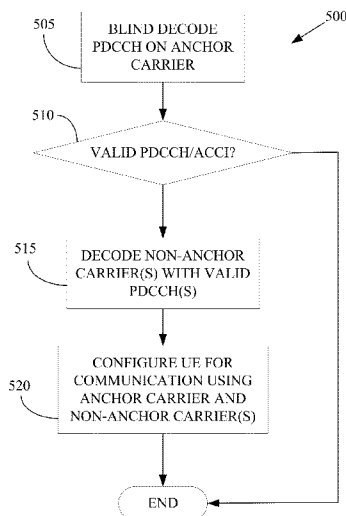 500
505
BLIND DECODE
PDCCH ON ANCHOR
CARRIER
510
VALID PDCCH/ACCI?
515
DECODE NON-ANCHOR
CARRIER(S) WITH VALID
PDCCH(S)
520
CONFIGURE UE FOR
COMMUNICATION USING
ANCHOR CARRIER AND
NON-ANCHOR CARRIER(S)
END